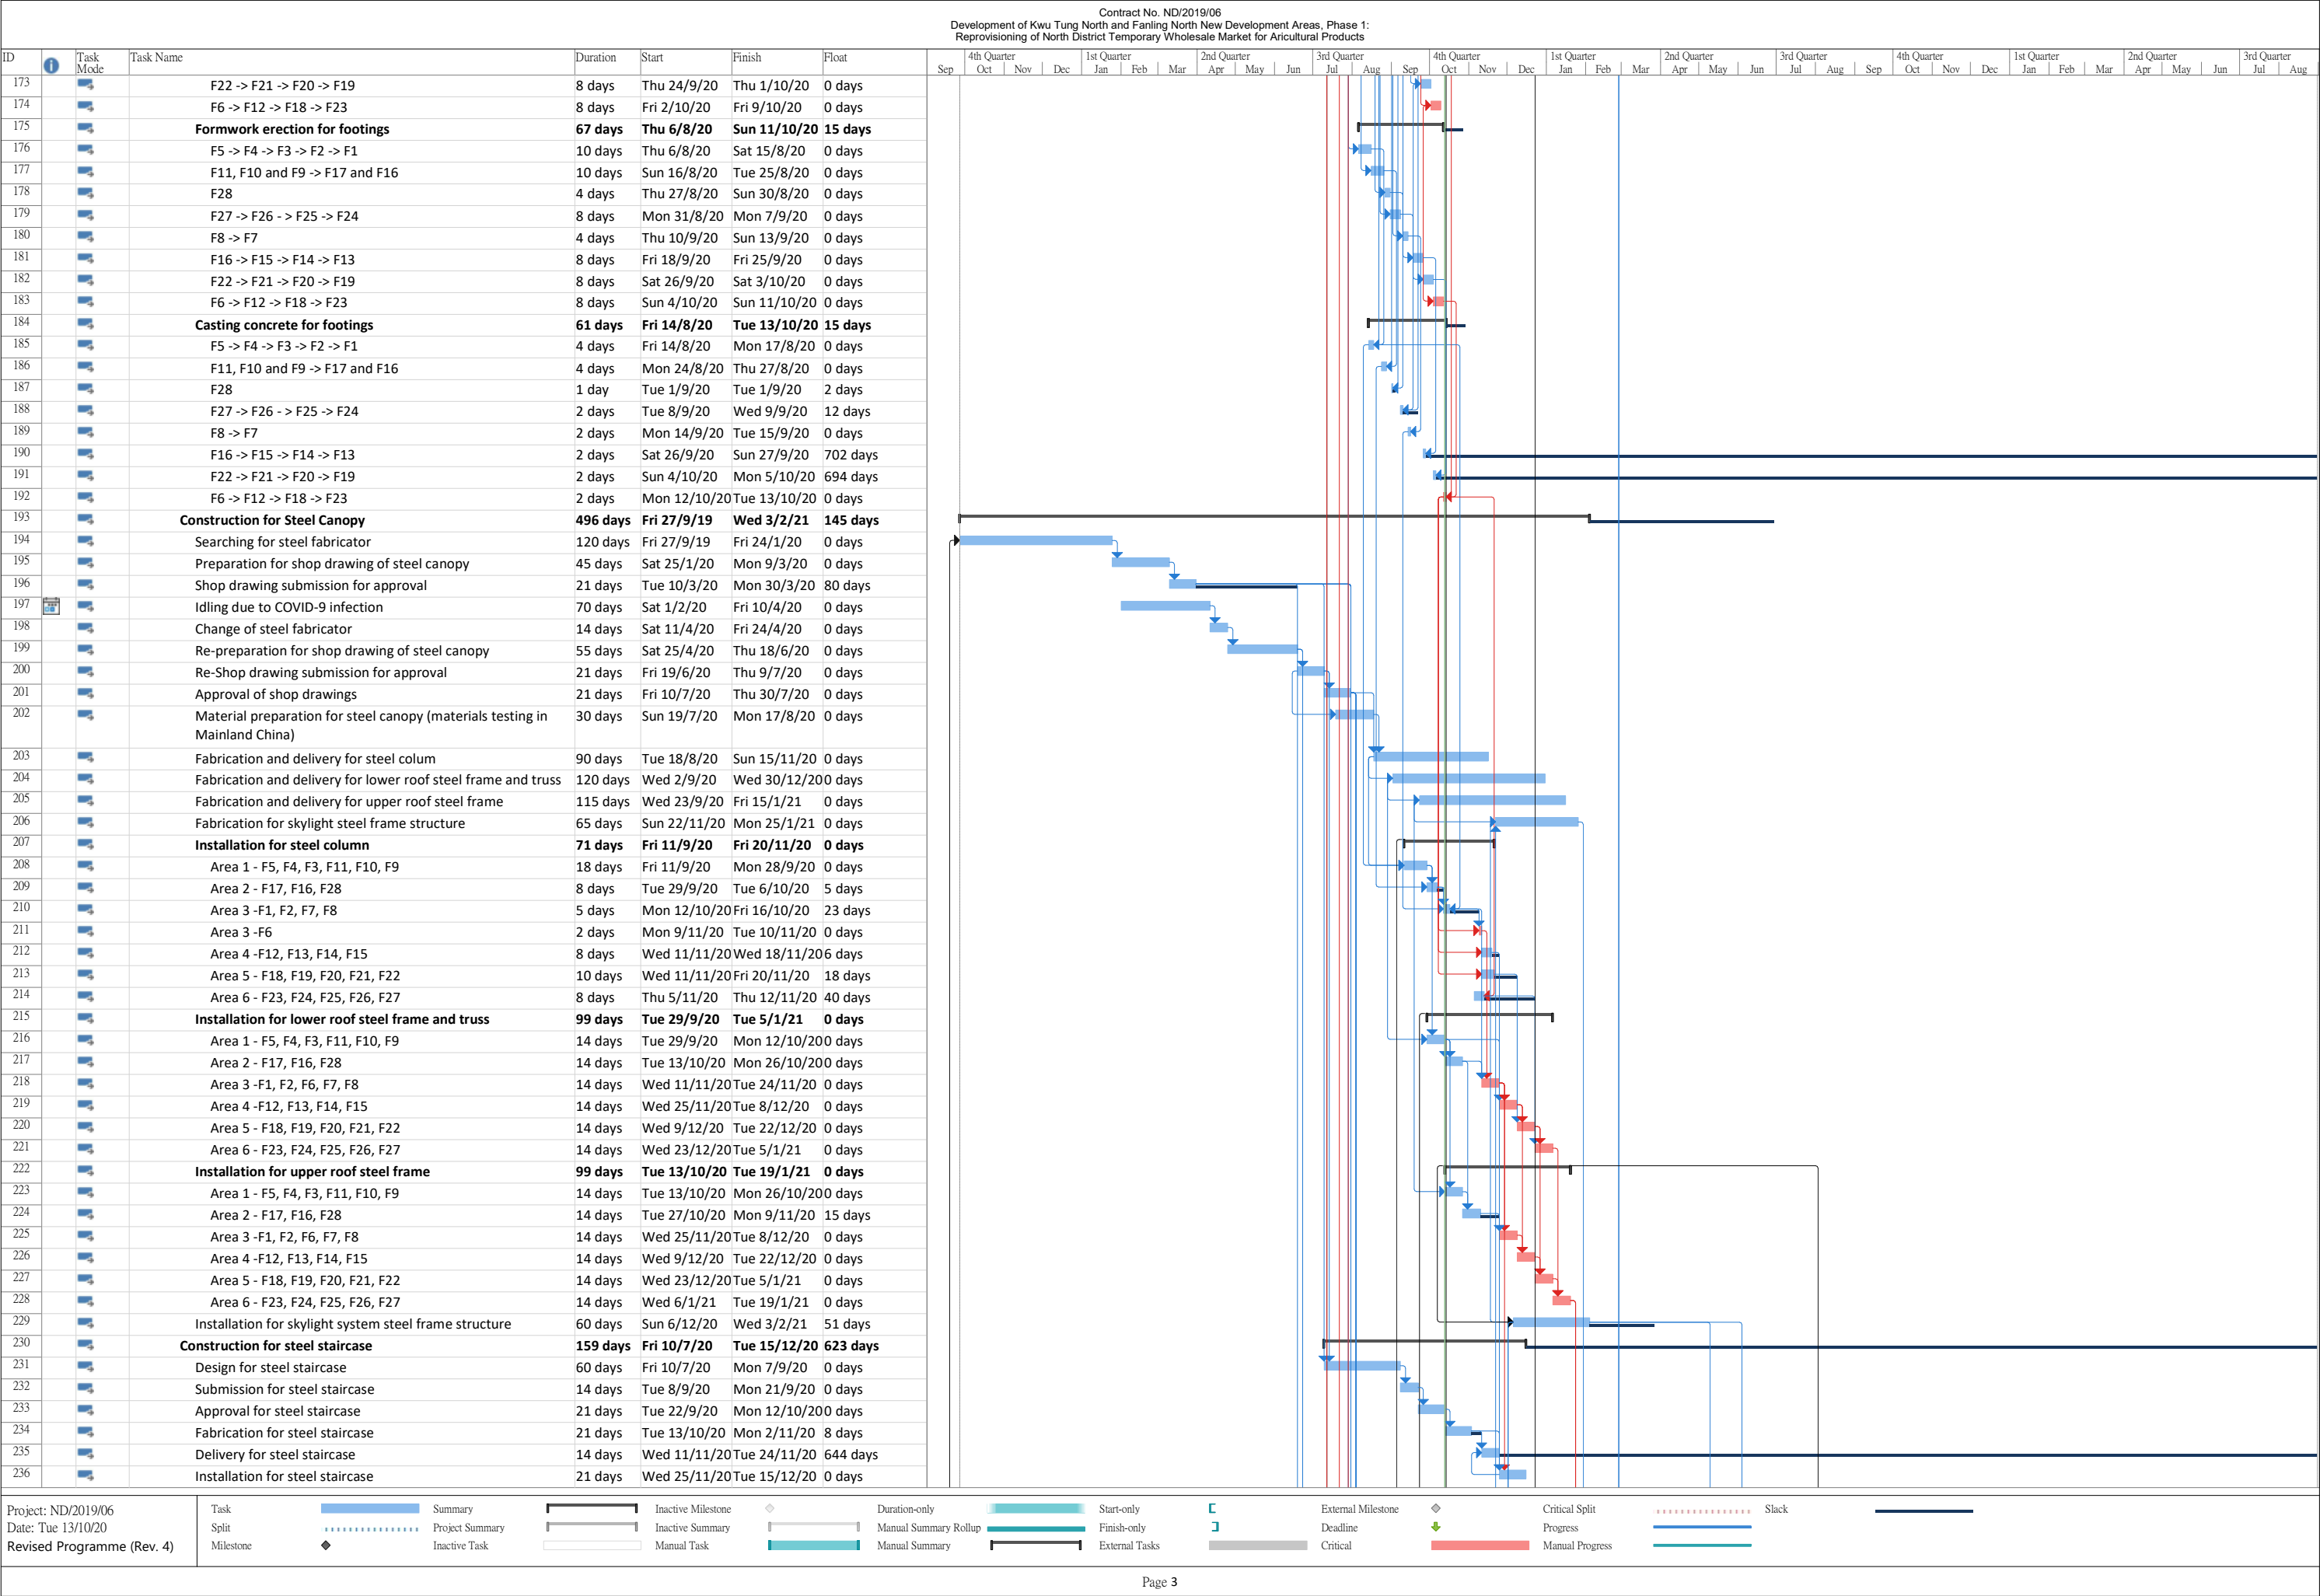 Contract No. ND/2019/06
Development of Kwu Tung North and Fanling North New Development Areas, Phase 1:
Reprovisioning of North District Temporary Wholesale Market for Aricultural Products
ID Task Mode Task Name Duration Start Finish Float
4th Quarter 1st Quarter 2nd Quarter 3rd Quarter 4th Quarter 1st Quarter 2nd Quarter 3rd Quarter 4th Quarter 1st Quarter 2nd Quarter 3rd Quarter
Sep Oct Nov Dec Jan Feb Mar Apr May Jun Jul Aug Sep Oct Nov Dec Jan Feb Mar Apr May Jun Jul Aug Sep Oct Nov Dec Jan Feb Mar Apr May Jun Jul Aug
173 F22 -> F21 -> F20 -> F19 8 days Thu 24/9/20 Thu 1/10/20 0 days
174 F6 -> F12 -> F18 -> F23 8 days Fri 2/10/20 Fri 9/10/20 0 days
175 Formwork erection for footings 67 days Thu 6/8/20 Sun 11/10/20 15 days
176 F5 -> F4 -> F3 -> F2 -> F1 10 days Thu 6/8/20 Sat 15/8/20 0 days
177 F11, F10 and F9 -> F17 and F16 10 days Sun 16/8/20 Tue 25/8/20 0 days
178 F28 4 days Thu 27/8/20 Sun 30/8/20 0 days
179 F27 -> F26 - > F25 -> F24 8 days Mon 31/8/20 Mon 7/9/20 0 days
180 F8 -> F7 4 days Thu 10/9/20 Sun 13/9/20 0 days
181 F16 -> F15 -> F14 -> F13 8 days Fri 18/9/20 Fri 25/9/20 0 days
182 F22 -> F21 -> F20 -> F19 8 days Sat 26/9/20 Sat 3/10/20 0 days
183 F6 -> F12 -> F18 -> F23 8 days Sun 4/10/20 Sun 11/10/20 0 days
184 Casting concrete for footings 61 days Fri 14/8/20 Tue 13/10/20 15 days
185 F5 -> F4 -> F3 -> F2 -> F1 4 days Fri 14/8/20 Mon 17/8/20 0 days
186 F11, F10 and F9 -> F17 and F16 4 days Mon 24/8/20 Thu 27/8/20 0 days
187 F28 1 day Tue 1/9/20 Tue 1/9/20 2 days
188 F27 -> F26 - > F25 -> F24 2 days Tue 8/9/20 Wed 9/9/20 12 days
189 F8 -> F7 2 days Mon 14/9/20 Tue 15/9/20 0 days
190 F16 -> F15 -> F14 -> F13 2 days Sat 26/9/20 Sun 27/9/20 702 days
191 F22 -> F21 -> F20 -> F19 2 days Sun 4/10/20 Mon 5/10/20 694 days
192 F6 -> F12 -> F18 -> F23 2 days Mon 12/10/20 Tue 13/10/20 0 days
193 Construction for Steel Canopy 496 days Fri 27/9/19 Wed 3/2/21 145 days
194 Searching for steel fabricator 120 days Fri 27/9/19 Fri 24/1/20 0 days
195 Preparation for shop drawing of steel canopy 45 days Sat 25/1/20 Mon 9/3/20 0 days
196 Shop drawing submission for approval 21 days Tue 10/3/20 Mon 30/3/20 80 days
197 Idling due to COVID-9 infection 70 days Sat 1/2/20 Fri 10/4/20 0 days
198 Change of steel fabricator 14 days Sat 11/4/20 Fri 24/4/20 0 days
199 Re-preparation for shop drawing of steel canopy 55 days Sat 25/4/20 Thu 18/6/20 0 days
200 Re-Shop drawing submission for approval 21 days Fri 19/6/20 Thu 9/7/20 0 days
201 Approval of shop drawings 21 days Fri 10/7/20 Thu 30/7/20 0 days
202 Material preparation for steel canopy (materials testing in 30 days Sun 19/7/20 Mon 17/8/20 0 days
Mainland China)
203 Fabrication and delivery for steel colum 90 days Tue 18/8/20 Sun 15/11/20 0 days
204 Fabrication and delivery for lower roof steel frame and truss 120 days Wed 2/9/20 Wed 30/12/20 0 days
205 Fabrication and delivery for upper roof steel frame 115 days Wed 23/9/20 Fri 15/1/21 0 days
206 Fabrication for skylight steel frame structure 65 days Sun 22/11/20 Mon 25/1/21 0 days
207 Installation for steel column 71 days Fri 11/9/20 Fri 20/11/20 0 days
208 Area 1 - F5, F4, F3, F11, F10, F9 18 days Fri 11/9/20 Mon 28/9/20 0 days
209 Area 2 - F17, F16, F28 8 days Tue 29/9/20 Tue 6/10/20 5 days
210 Area 3 -F1, F2, F7, F8 5 days Mon 12/10/20 Fri 16/10/20 23 days
211 Area 3 -F6 2 days Mon 9/11/20 Tue 10/11/20 0 days
212 Area 4 -F12, F13, F14, F15 8 days Wed 11/11/20 Wed 18/11/20 6 days
213 Area 5 - F18, F19, F20, F21, F22 10 days Wed 11/11/20 Fri 20/11/20 18 days
214 Area 6 - F23, F24, F25, F26, F27 8 days Thu 5/11/20 Thu 12/11/20 40 days
215 Installation for lower roof steel frame and truss 99 days Tue 29/9/20 Tue 5/1/21 0 days
216 Area 1 - F5, F4, F3, F11, F10, F9 14 days Tue 29/9/20 Mon 12/10/20 0 days
217 Area 2 - F17, F16, F28 14 days Tue 13/10/20 Mon 26/10/20 0 days
218 Area 3 -F1, F2, F6, F7, F8 14 days Wed 11/11/20 Tue 24/11/20 0 days
219 Area 4 -F12, F13, F14, F15 14 days Wed 25/11/20 Tue 8/12/20 0 days
220 Area 5 - F18, F19, F20, F21, F22 14 days Wed 9/12/20 Tue 22/12/20 0 days
221 Area 6 - F23, F24, F25, F26, F27 14 days Wed 23/12/20 Tue 5/1/21 0 days
222 Installation for upper roof steel frame 99 days Tue 13/10/20 Tue 19/1/21 0 days
223 Area 1 - F5, F4, F3, F11, F10, F9 14 days Tue 13/10/20 Mon 26/10/20 0 days
224 Area 2 - F17, F16, F28 14 days Tue 27/10/20 Mon 9/11/20 15 days
225 Area 3 -F1, F2, F6, F7, F8 14 days Wed 25/11/20 Tue 8/12/20 0 days
226 Area 4 -F12, F13, F14, F15 14 days Wed 9/12/20 Tue 22/12/20 0 days
227 Area 5 - F18, F19, F20, F21, F22 14 days Wed 23/12/20 Tue 5/1/21 0 days
228 Area 6 - F23, F24, F25, F26, F27 14 days Wed 6/1/21 Tue 19/1/21 0 days
229 Installation for skylight system steel frame structure 60 days Sun 6/12/20 Wed 3/2/21 51 days
230 Construction for steel staircase 159 days Fri 10/7/20 Tue 15/12/20 623 days
231 Design for steel staircase 60 days Fri 10/7/20 Mon 7/9/20 0 days
232 Submission for steel staircase 14 days Tue 8/9/20 Mon 21/9/20 0 days
233 Approval for steel staircase 21 days Tue 22/9/20 Mon 12/10/20 0 days
234 Fabrication for steel staircase 21 days Tue 13/10/20 Mon 2/11/20 8 days
235 Delivery for steel staircase 14 days Wed 11/11/20 Tue 24/11/20 644 days
236 Installation for steel staircase 21 days Wed 25/11/20 Tue 15/12/20 0 days
Project: ND/2019/06
Date: Tue 13/10/20
Revised Programme (Rev. 4)
Task Summary Inactive Milestone Duration-only Start-only External Milestone Critical Split Slack
Split Project Summary Inactive Summary Manual Summary Rollup Finish-only Deadline Progress
Milestone Inactive Task Manual Task Manual Summary External Tasks Critical Manual Progress
Page 3